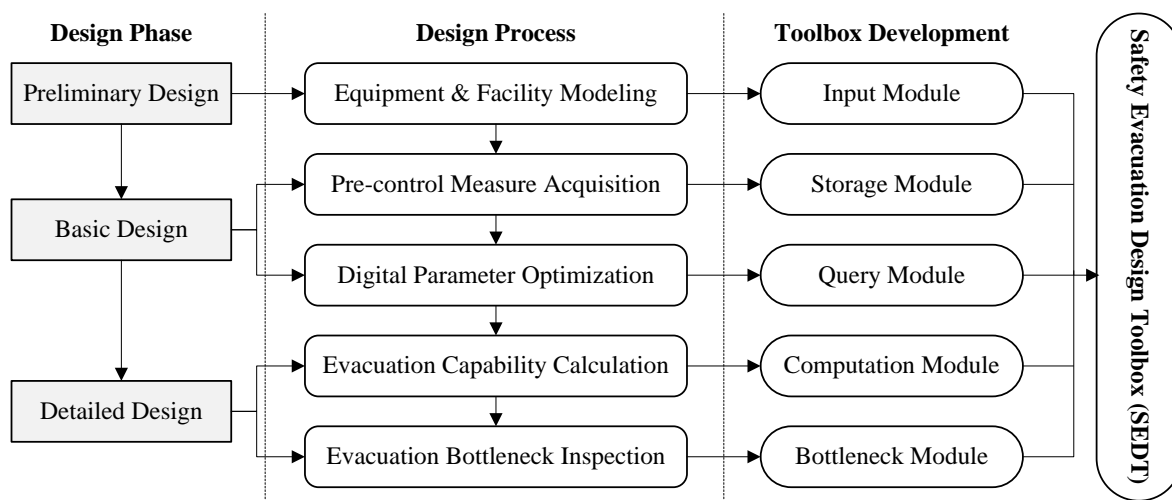 Design Phase
Design Process
Toolbox Development
Preliminary Design
Equipment & Facility Modeling
Input Module
Pre-control Measure Acquisition
Storage Module
Basic Design
Digital Parameter Optimization
Query Module
Evacuation Capability Calculation
Computation Module
Detailed Design
Evacuation Bottleneck Inspection
Bottleneck Module
Safety Evacuation Design Toolbox (SEDT)